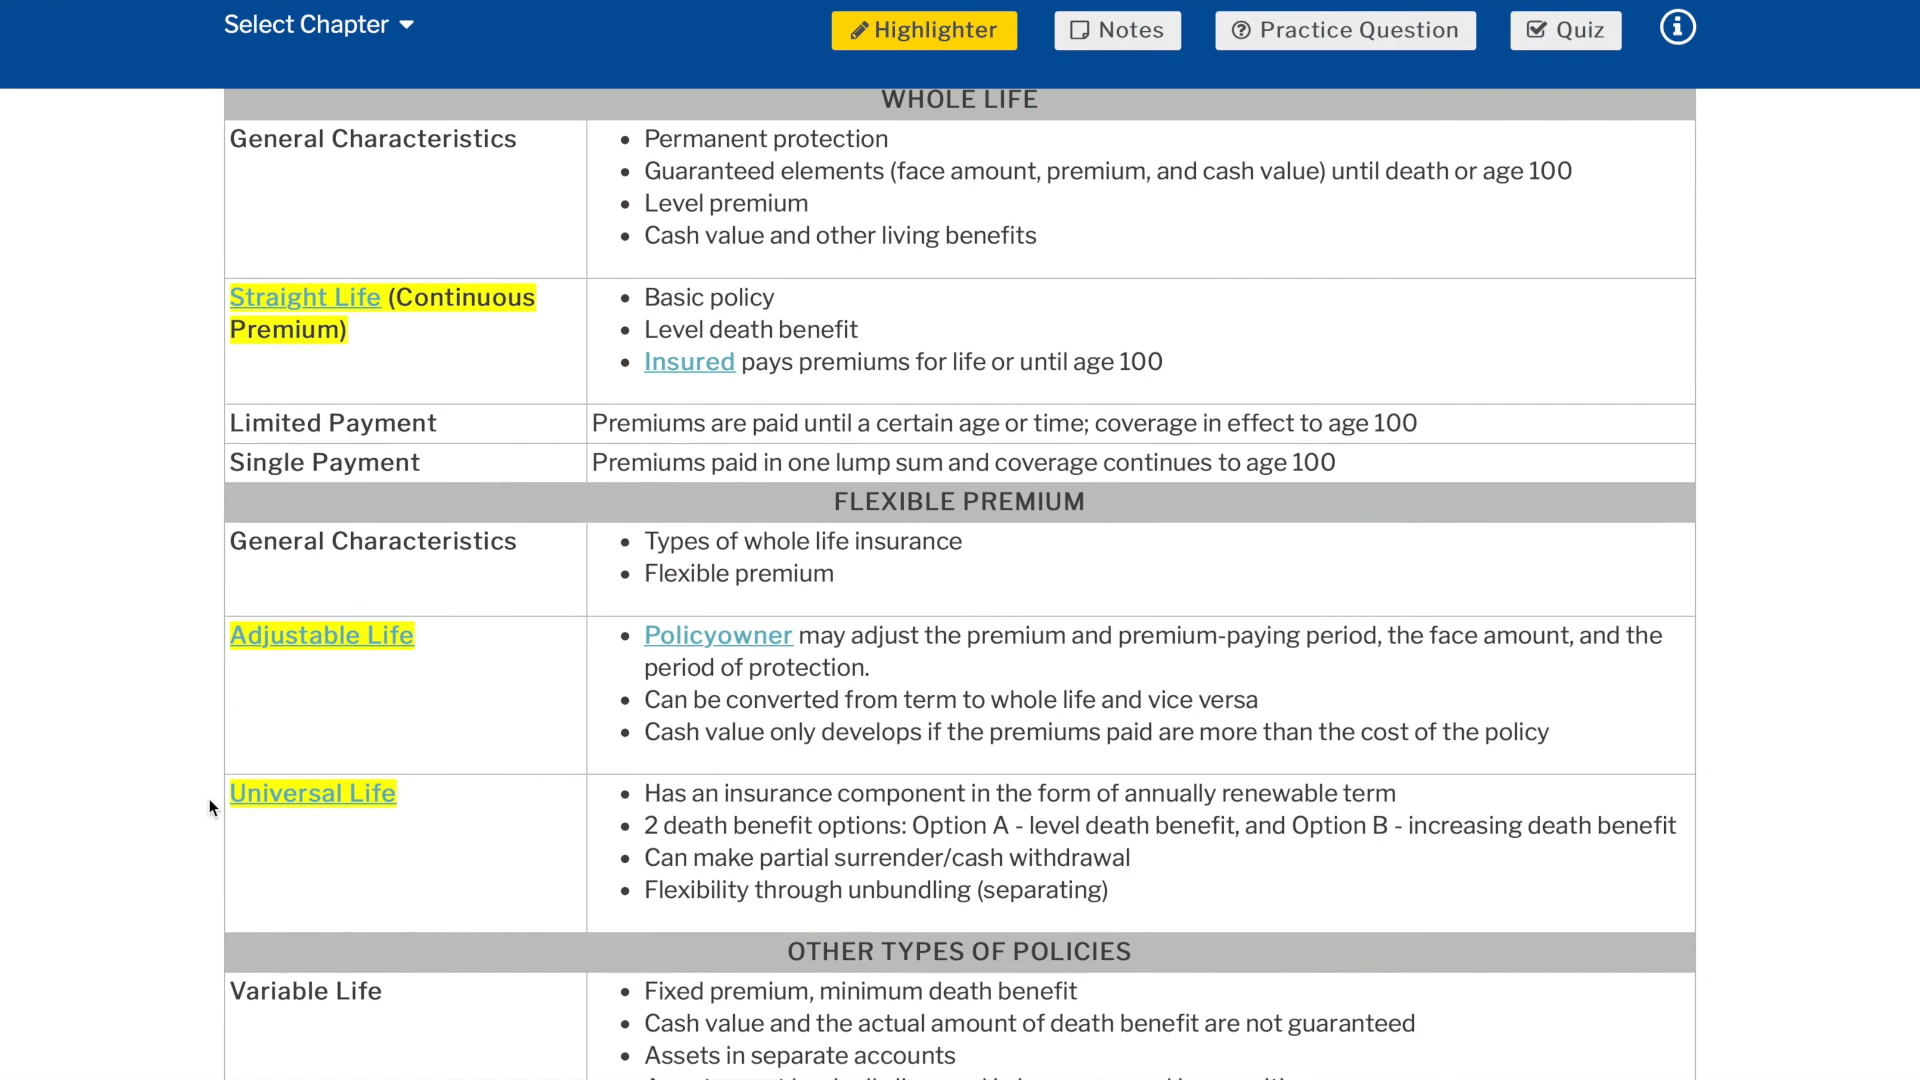 Select Chapter
Highlighter
Notes
Practice Question
Quiz
WHOLE LIFE
General Characteristics
• Permanent protection
• Guaranteed elements (face amount, premium, and cash value) until death or age 100
• Level premium
• Cash value and other living benefits
Straight Life (Continuous
Premium)
• Basic policy
• Level death benefit
• Insured pays premiums for life or until age 100
Limited Payment
Premiums are paid until a certain age or time; coverage in effect to age 100
Single Payment
Premiums paid in one lump sum and coverage continues to age 100
FLEXIBLE PREMIUM
General Characteristics
• Types of whole life insurance
• Flexible premium
Adjustable Life
• Policyowner may adjust the premium and premium-paying period, the face amount, and the
period of protection.
• Can be converted from term to whole life and vice versa
• Cash value only develops if the premiums paid are more than the cost of the policy
Universal Life
• Has an insurance component in the form of annually renewable term
• 2 death benefit options: Option A - level death benefit, and Option B - increasing death benefit
• Can make partial surrender/cash withdrawal
• Flexibility through unbundling (separating)
OTHER TYPES OF POLICIES
Variable Life
• Fixed premium, minimum death benefit
• Cash value and the actual amount of death benefit are not guaranteed
• Assets in separate accounts